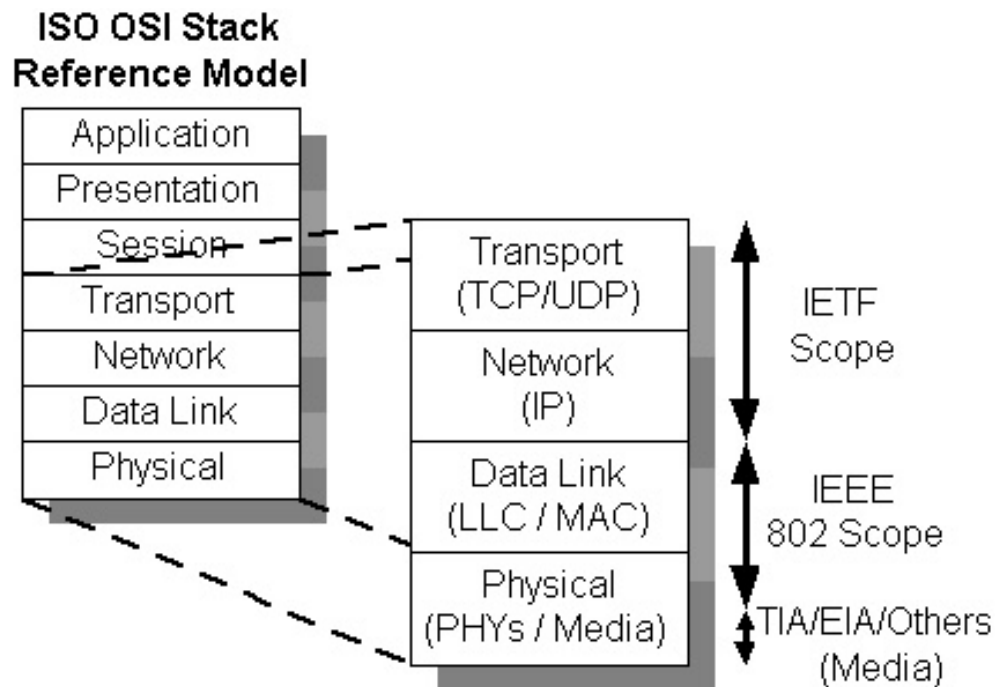 ISO OSI Stack
Reference Model
Application
Presentation
Session
Transport
Network
Data Link
Physical
Transport
(TCP/UDP)
Network
(IP)
Data Link
(LLC / MAC)
Physical
(PHYs / Media)
IETF
Scope
IEEE
802 Scope
TIA/EIA/Others
(Media)